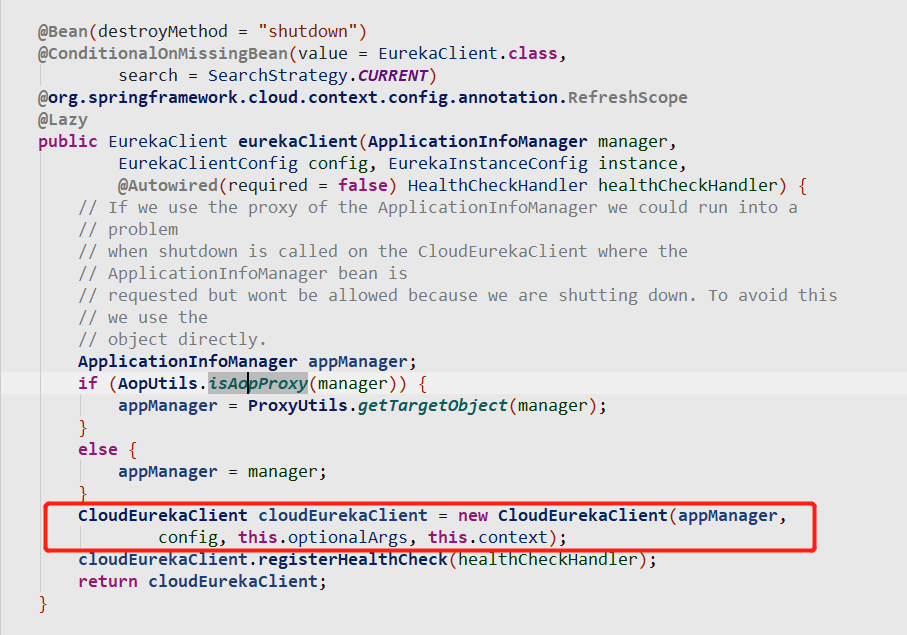 @Bean(destroyMethod = "shutdown")
@ConditionalOnMissingBean(value = EurekaClient.class,
        search = SearchStrategy.CURRENT)
@org.springframework.cloud.context.config.annotation.RefreshScope
@Lazy
public EurekaClient eurekaClient(ApplicationInfoManager manager,
        EurekaClientConfig config, EurekaInstanceConfig instance,
        @Autowired(required = false) HealthCheckHandler healthCheckHandler) {
    // If we use the proxy of the ApplicationInfoManager we could run into a
    // problem
    // when shutdown is called on the CloudEurekaClient where the
    // ApplicationInfoManager bean is
    // requested but wont be allowed because we are shutting down. To avoid this
    // we use the
    // object directly.
    ApplicationInfoManager appManager;
    if (AopUtils.isAopProxy(manager)) {
        appManager = ProxyUtils.getTargetObject(manager);
    }
    else {
        appManager = manager;
    }
    CloudEurekaClient cloudEurekaClient = new CloudEurekaClient(appManager,
            config, this.optionalArgs, this.context);
    cloudEurekaClient.registerHealthCheck(healthCheckHandler);
    return cloudEurekaClient;
}